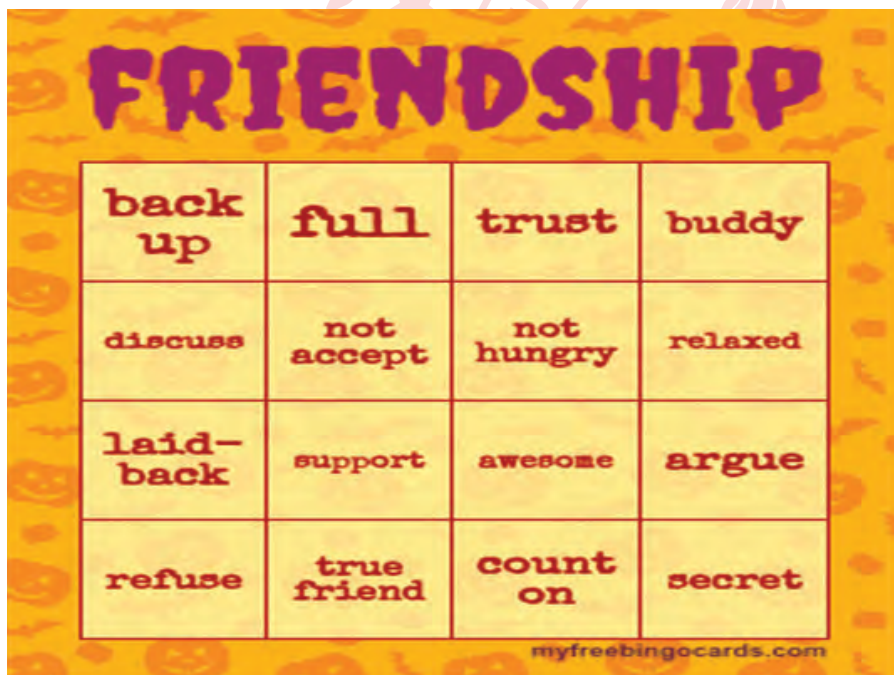 FRIENDSHIP
back
up
full
trust
buddy
discuss
not
accept
not
hungry
relaxed
laid-
back
support
awesome
argue
refuse
true
friend
count
on
secret
myfreebingocards.com